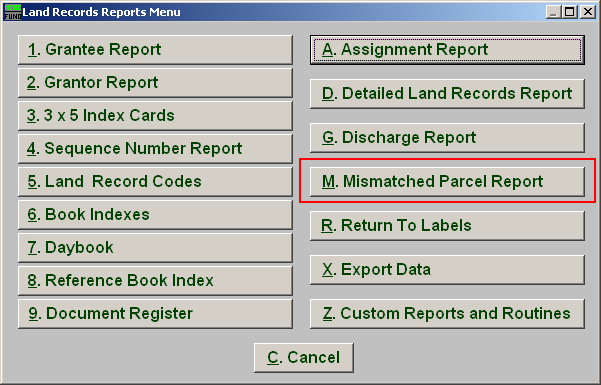 Land Records Reports Menu
FUND
1. Grantee Report
2. Grantor Report
3. 3 x 5 Index Cards
4. Sequence Number Report
5. Land  Record Codes
6. Book Indexes
7. Daybook
8. Reference Book Index
9. Document Register
A. Assignment Report
D. Detailed Land Records Report
G. Discharge Report
M. Mismatched Parcel Report
R. Return To Labels
X. Export Data
Z. Custom Reports and Routines
C. Cancel